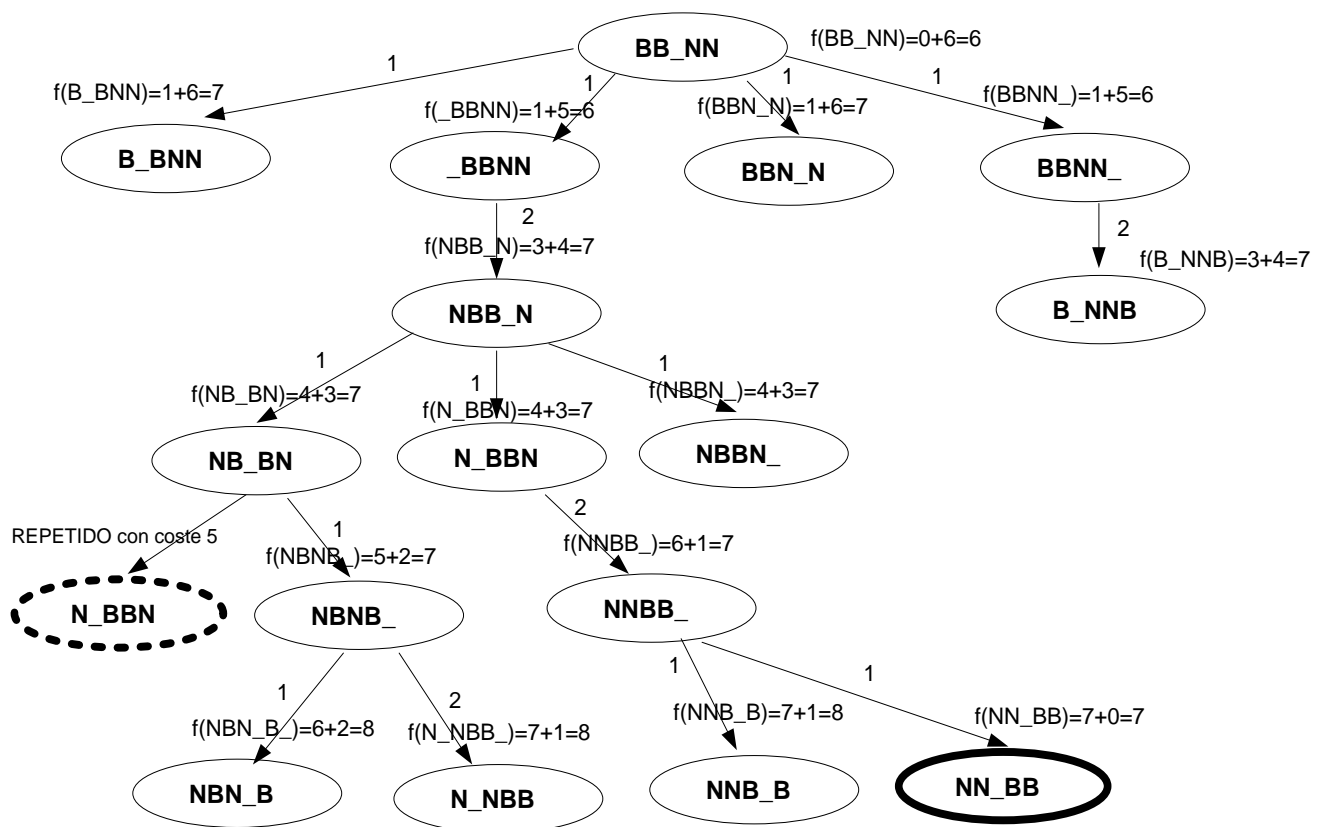 BB_NN
f(BB_NN)=0+6=6
1
1
1
1
f(B_BNN)=1+6=7
f(_BBNN)=1+5=6
f(BBN_N)=1+6=7
f(BBNN_)=1+5=6
B_BNN
_BBNN
BBN_N
BBNN_
2
2
f(NBB_N)=3+4=7
f(B_NNB)=3+4=7
NBB_N
B_NNB
1
1
1
f(NB_BN)=4+3=7
f(N_BBN)=4+3=7
f(NBBN_)=4+3=7
NB_BN
N_BBN
NBBN_
REPETIDO con coste 5
1
2
f(NBNB_)=5+2=7
f(NNBB_)=6+1=7
N_BBN
NBNB_
NNBB_
1
2
1
1
f(NBN_B_)=6+2=8
f(N_NBB_)=7+1=8
f(NNB_B)=7+1=8
f(NN_BB)=7+0=7
NBN_B
N_NBB
NNB_B
NN_BB